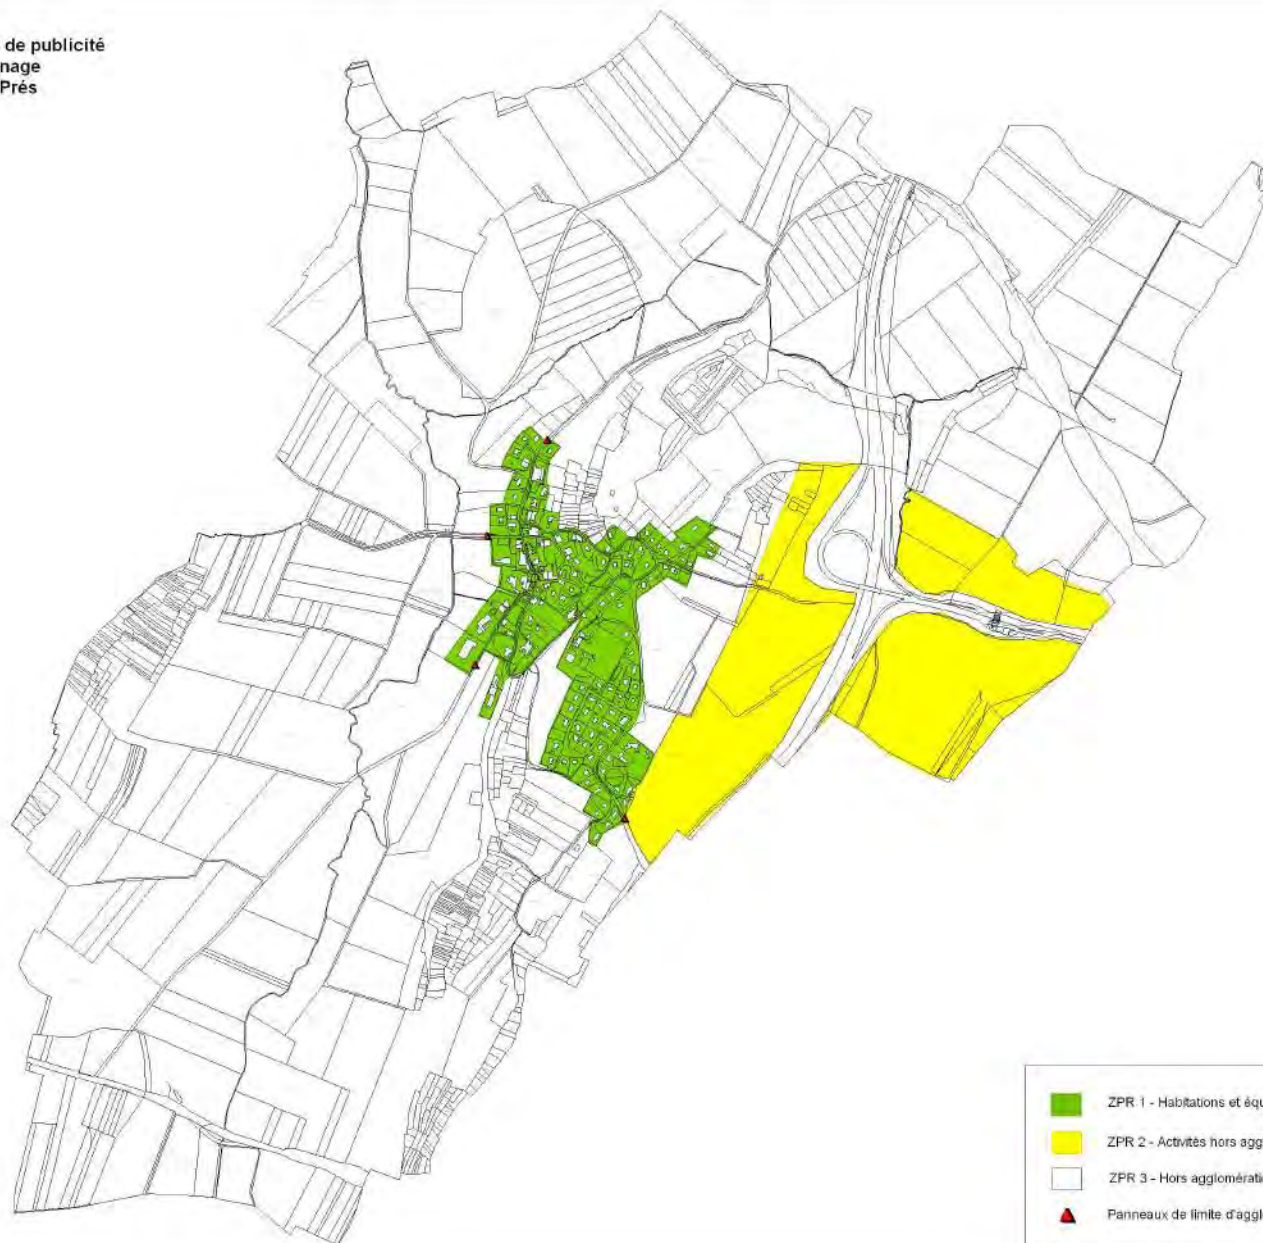 de publicité
nage
Prés
ZPR 1 - Habitations et équ
ZPR 2 - Activités hors agg
ZPR 3 - Hors agglomérati
Panneaux de limite d'aggl